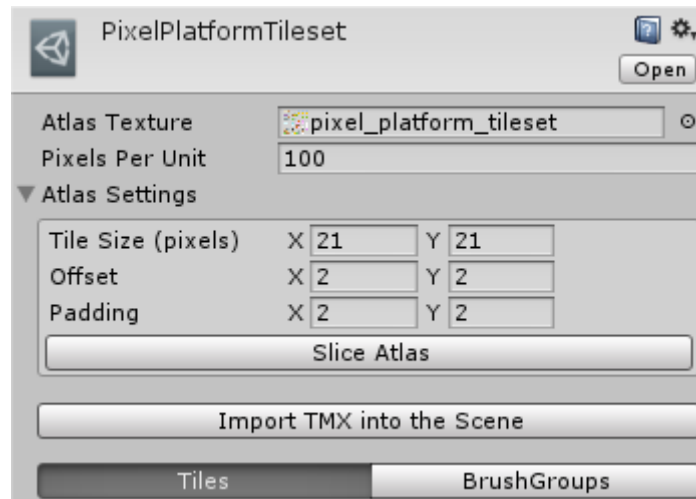 PixelPlatformTileset
Open
Atlas Texture pixel_platform_tileset
Pixels Per Unit 100
Atlas Settings
Tile Size (pixels) X 21 Y 21
Offset X 2 Y 2
Padding X 2 Y 2
Slice Atlas
Import TMX into the Scene
Tiles BrushGroups